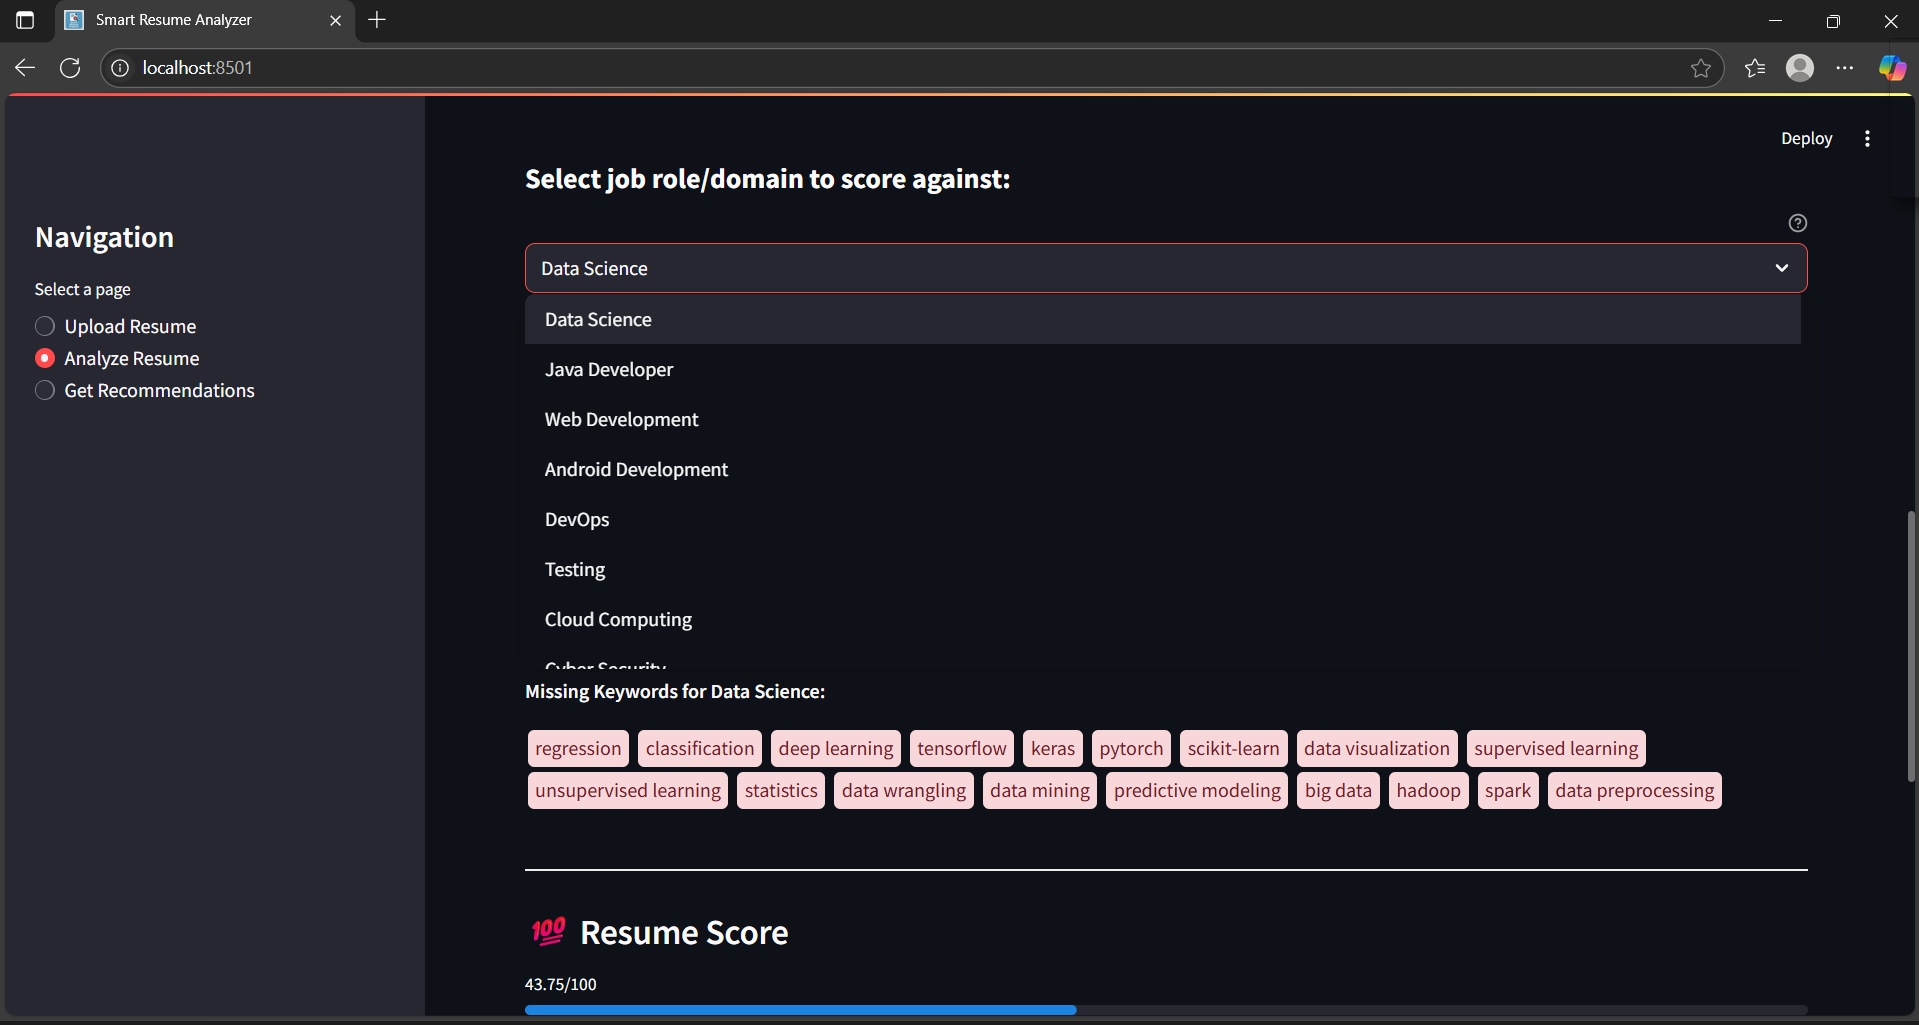 Smart Resume Analyzer
localhost:8501
Deploy
Navigation
Select a page
Upload Resume
Analyze Resume
Get Recommendations
Select job role/domain to score against:
Data Science
Data Science
Java Developer
Web Development
Android Development
DevOps
Testing
Cloud Computing
Cyber Security
Missing Keywords for Data Science:
regression classification deep learning tensorflow keras pytorch scikit-learn data visualization supervised learning
unsupervised learning statistics data wrangling data mining predictive modeling big data hadoop spark data preprocessing
💯 Resume Score
43.75/100